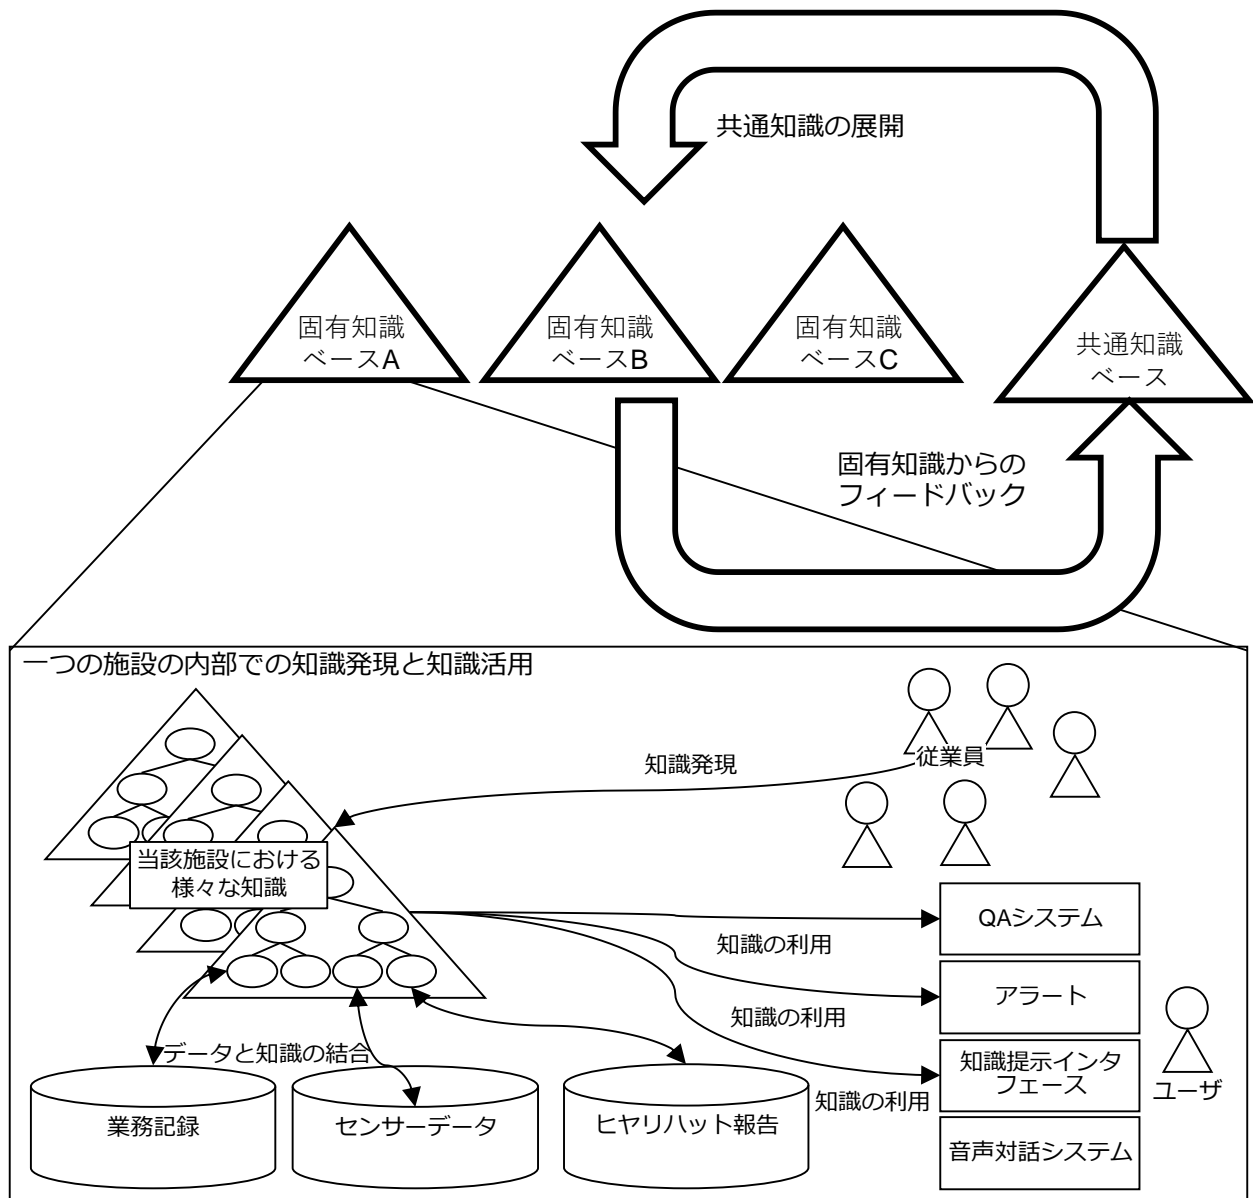 共通知識の展開
固有知識
ベースA
固有知識
ベースB
固有知識
ベースC
共通知識
ベース
固有知識からの
フィードバック
一つの施設の内部での知識発現と知識活用
知識発現
従業員
当該施設における
様々な知識
QAシステム
知識の利用
アラート
知識の利用
知識提示インタ
フェース
知識の利用
音声対話システム
ユーザ
データと知識の結合
業務記録
センサーデータ
ヒヤリハット報告